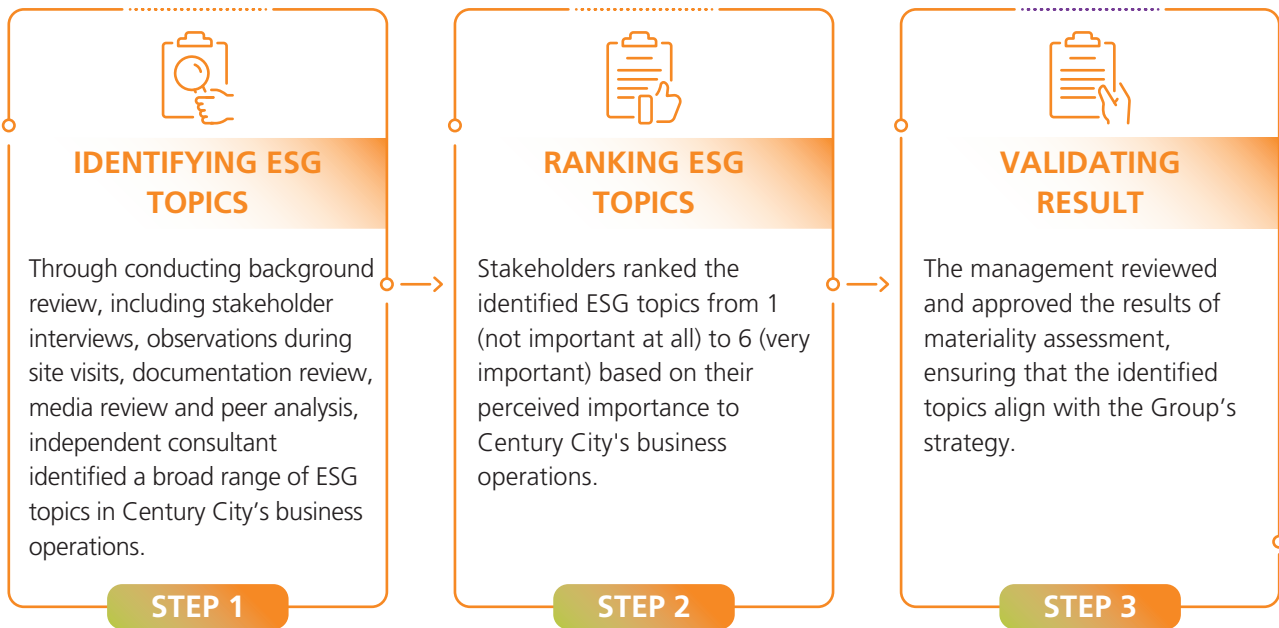 IDENTIFYING ESG
TOPICS
Through conducting background
review, including stakeholder
interviews, observations during
site visits, documentation review,
media review and peer analysis,
independent consultant
identified a broad range of ESG
topics in Century City’s business
operations.
STEP 1
RANKING ESG
TOPICS
Stakeholders ranked the
identified ESG topics from 1
(not important at all) to 6 (very
important) based on their
perceived importance to
Century City's business
operations.
STEP 2
VALIDATING
RESULT
The management reviewed
and approved the results of
materiality assessment,
ensuring that the identified
topics align with the Group’s
strategy.
STEP 3